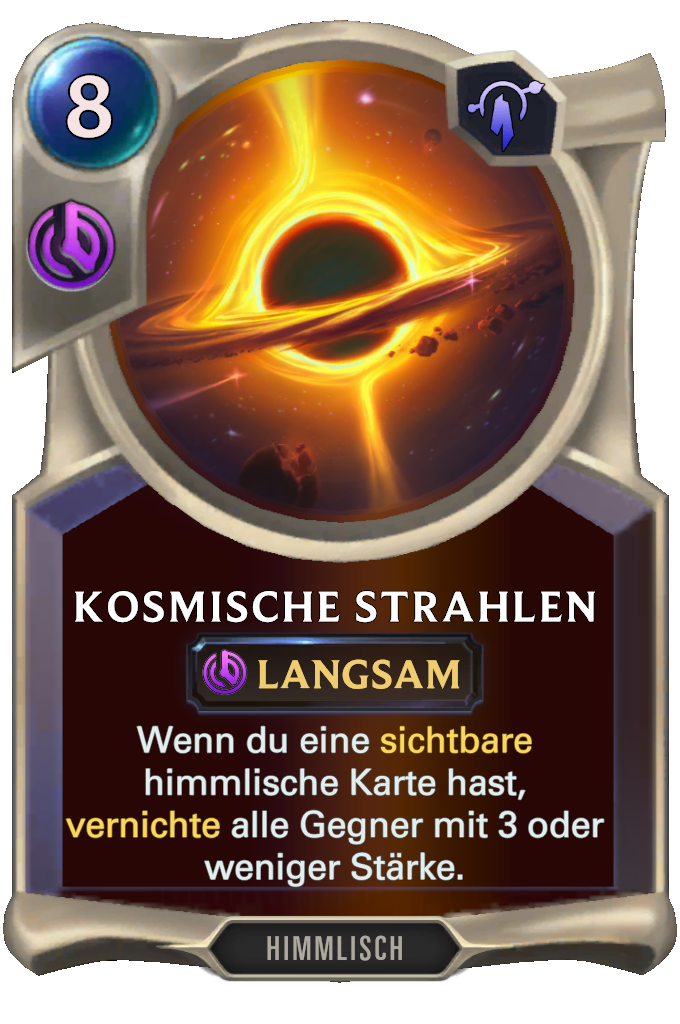 8
KOSMISCHE STRAHLEN
LANGSAM
Wenn du eine sichtbare
himmlische Karte hast,
vernichte alle Gegner mit 3 oder
weniger Stärke.
HIMMLISCH